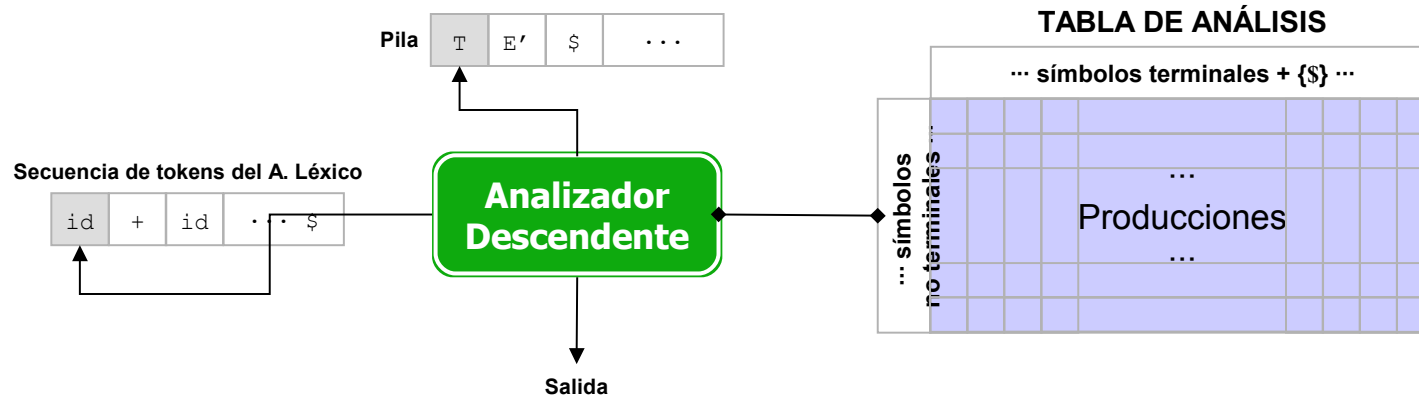 TABLA DE ANÁLISIS
Pila
T E′ $ ···
··· símbolos terminales + {$} ···
Secuencia de tokens del A. Léxico
id + id ··· $
Analizador
Descendente
··· símbolos
no terminales ···
...
Producciones
...
Salida